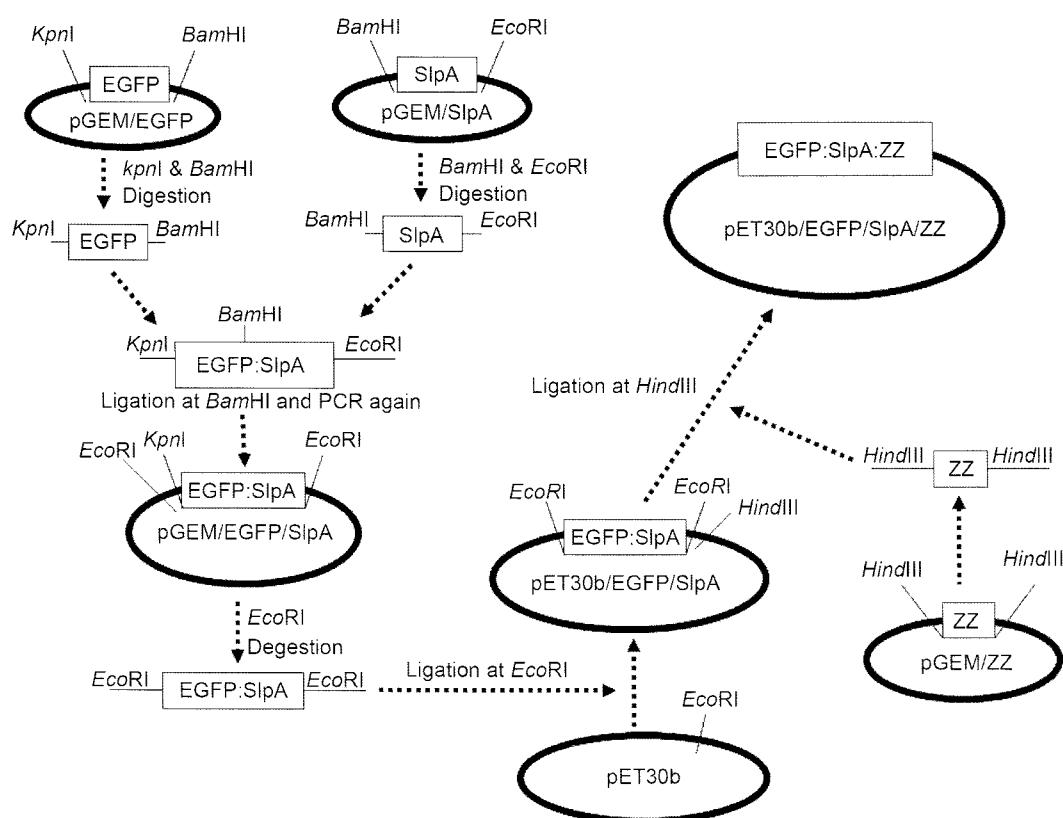 KpnI
BamHI
EGFP
pGEM/EGFP
kpnI & BamHI
Digestion
KpnI
EGFP
BamHI
BamHI
EcoRI
SlpA
pGEM/SlpA
BamHI & EcoRI
Digestion
BamHI
SlpA
EcoRI
BamHI
KpnI
EGFP:SlpA
EcoRI
Ligation at BamHI and PCR again
EcoRI
KpnI
EcoRI
EGFP:SlpA
pGEM/EGFP/SlpA
EcoRI
Degestion
EcoRI
EGFP:SlpA
EcoRI
Ligation at EcoRI
EcoRI
pET30b
EcoRI
EcoRI
HindIII
EGFP:SlpA
pET30b/EGFP/SlpA
Ligation at HindIII
HindIII
HindIII
ZZ
pGEM/ZZ
HindIII
ZZ
HindIII
EGFP:SlpA:ZZ
pET30b/EGFP/SlpA/ZZ